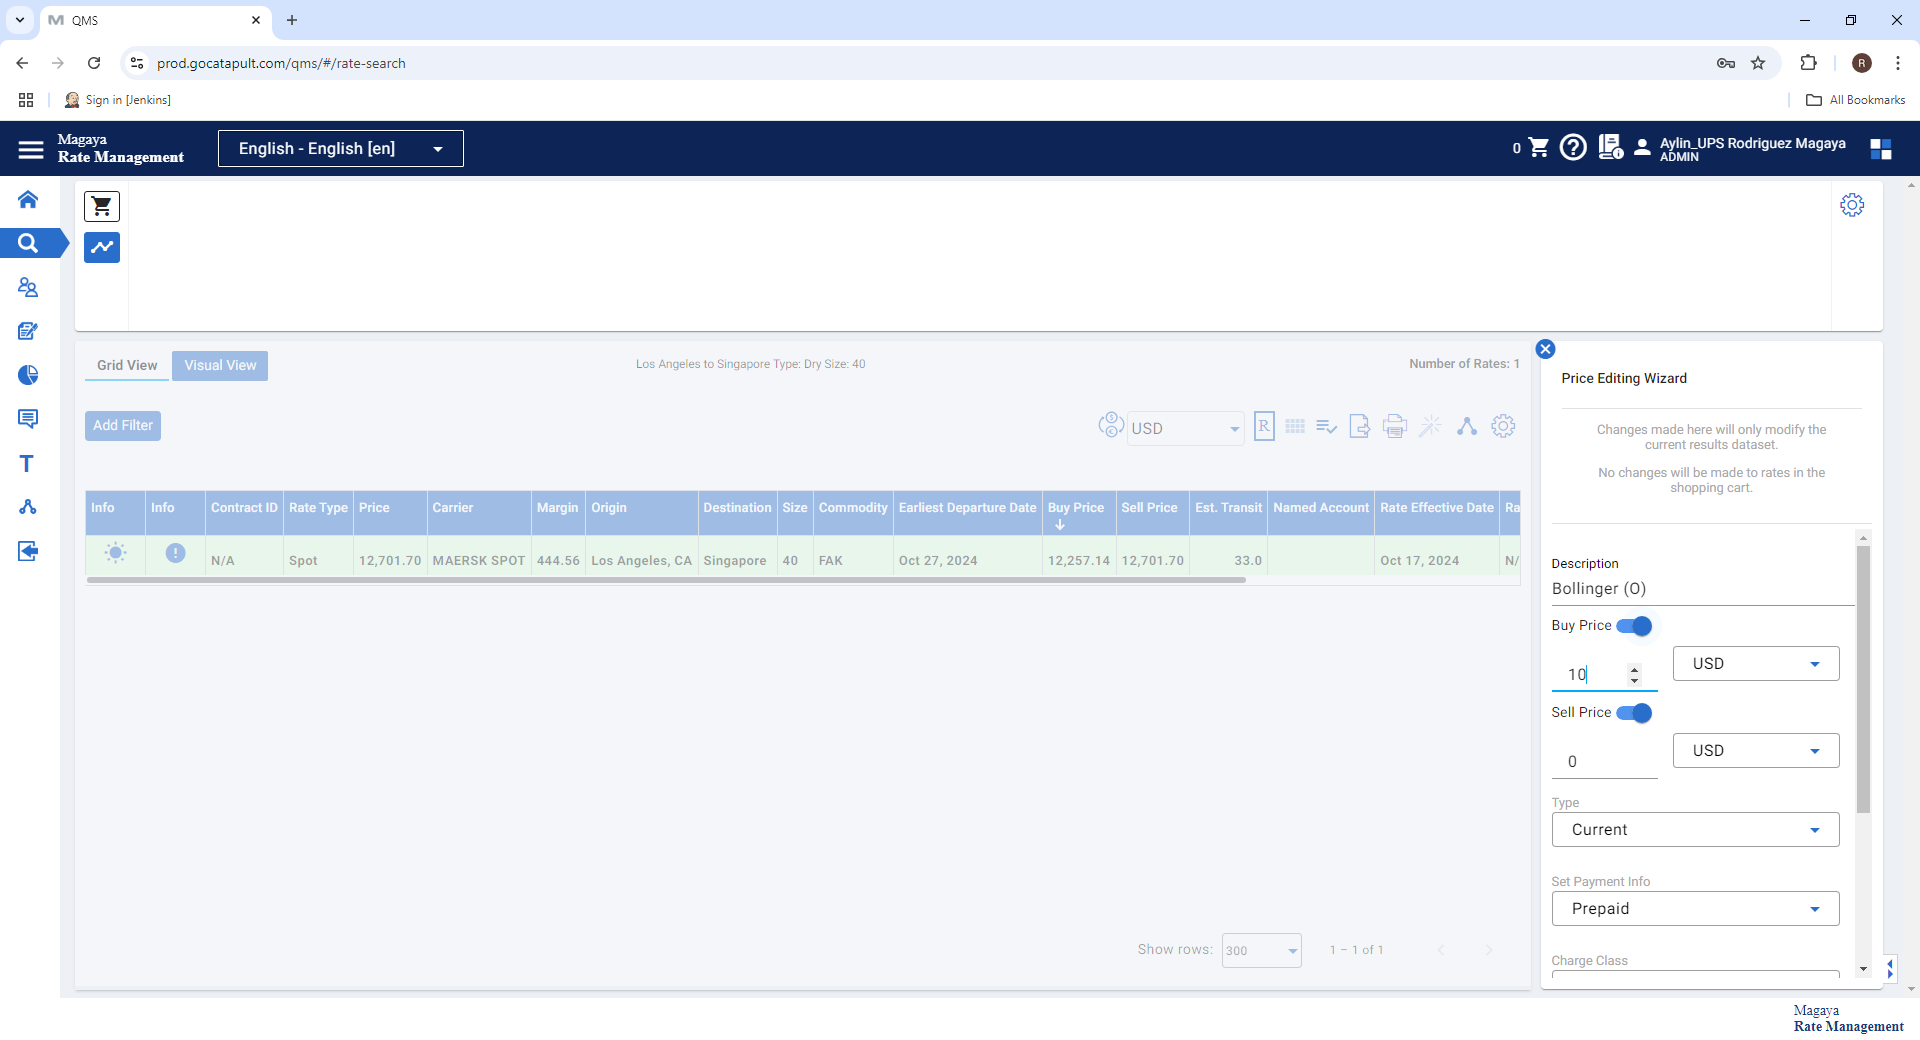 QMS
prod.gocatapult.com/qms/#/rate-search
R
Sign in [Jenkins]
All Bookmarks
Magaya
Rate Management
English - English [en]
0
Aylin_UPS Rodriguez Magaya
ADMIN
Grid View
Visual View
Los Angeles to Singapore Type: Dry Size: 40
Number of Rates: 1
Add Filter
USD
R
Info Info Contract ID Rate Type Price Carrier Margin Origin Destination Size Commodity Earliest Departure Date Buy Price Sell Price Est. Transit Named Account Rate Effective Date Ra
N/A Spot 12,701.70 MAERSK SPOT 444.56 Los Angeles, CA Singapore 40 FAK Oct 27, 2024 12,257.14 12,701.70 33.0 Oct 17, 2024 N/
Show rows: 300 1 – 1 of 1
Price Editing Wizard
Changes made here will only modify the
current results dataset.
No changes will be made to rates in the
shopping cart.
Description
Bollinger (O)
Buy Price
10
USD
Sell Price
0
USD
Type
Current
Set Payment Info
Prepaid
Charge Class
Magaya
Rate Management